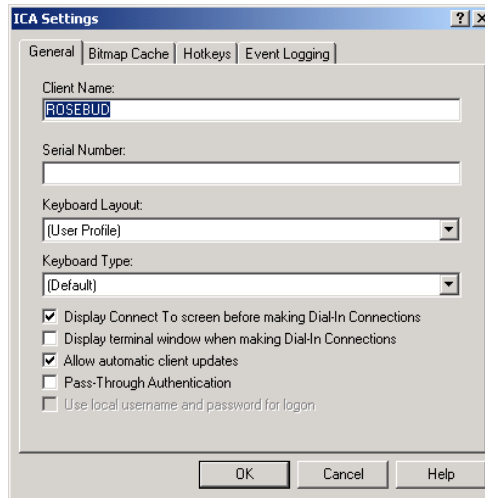 ICA Settings
General Bitmap Cache Hotkeys Event Logging
Client Name:
ROSEBUD
Serial Number:
Keyboard Layout:
(User Profile)
Keyboard Type:
(Default)
Display Connect To screen before making Dial-In Connections
Display terminal window when making Dial-In Connections
Allow automatic client updates
Pass-Through Authentication
Use local username and password for logon
OK Cancel Help